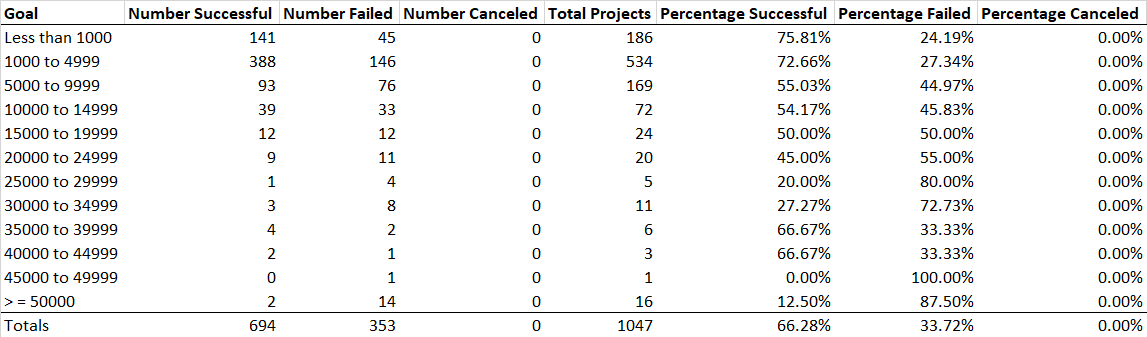 Goal Number Successful Number Failed Number Canceled Total Projects Percentage Successful Percentage Failed Percentage Canceled
Less than 1000 141 45 0 186 75.81% 24.19% 0.00%
1000 to 4999 388 146 0 534 72.66% 27.34% 0.00%
5000 to 9999 93 76 0 169 55.03% 44.97% 0.00%
10000 to 14999 39 33 0 72 54.17% 45.83% 0.00%
15000 to 19999 12 12 0 24 50.00% 50.00% 0.00%
20000 to 24999 9 11 0 20 45.00% 55.00% 0.00%
25000 to 29999 1 4 0 5 20.00% 80.00% 0.00%
30000 to 34999 3 8 0 11 27.27% 72.73% 0.00%
35000 to 39999 4 2 0 6 66.67% 33.33% 0.00%
40000 to 44999 2 1 0 3 66.67% 33.33% 0.00%
45000 to 49999 0 1 0 1 0.00% 100.00% 0.00%
> = 50000 2 14 0 16 12.50% 87.50% 0.00%
Totals 694 353 0 1047 66.28% 33.72% 0.00%